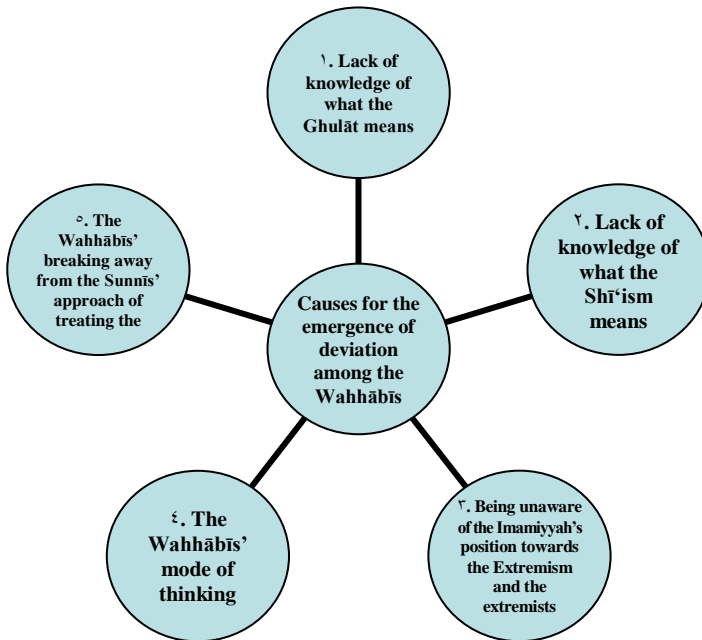 ١. Lack of
knowledge of
what the
Ghulāt means
٢. Lack of
knowledge of
what the
Shī‘ism
means
٣. Being unaware
of the Imamiyyah’s
position towards
the Extremism
and the
extremists
٤. The
Wahhābīs’
mode of
thinking
٥. The
Wahhābīs’
breaking away
from the Sunnīs’
approach of
treating the
Causes for the
emergence of
deviation
among the
Wahhābīs